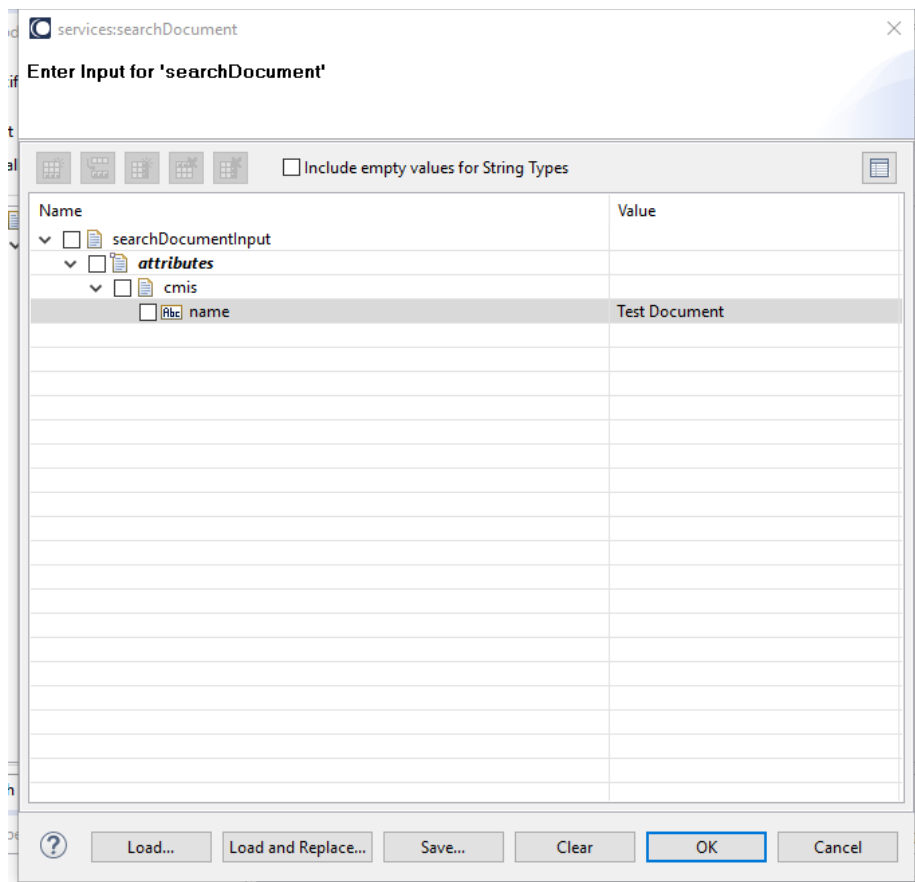 services:searchDocument
Enter Input for 'searchDocument'
Include empty values for String Types
Name Value
searchDocumentInput
attributes
cmis
Abc name Test Document
? Load... Load and Replace... Save... Clear OK Cancel